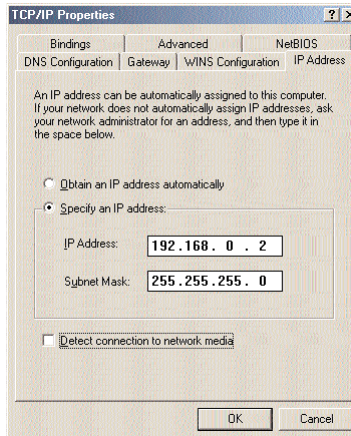 TCP/IP Properties
Bindings Advanced NetBIOS
DNS Configuration Gateway WINS Configuration IP Address
An IP address can be automatically assigned to this computer.
If your network does not automatically assign IP addresses, ask
your network administrator for an address, and then type it in
the space below.
Obtain an IP address automatically
Specify an IP address:
IP Address: 192.168. 0 . 2
Subnet Mask: 255.255.255. 0
Detect connection to network media
OK Cancel